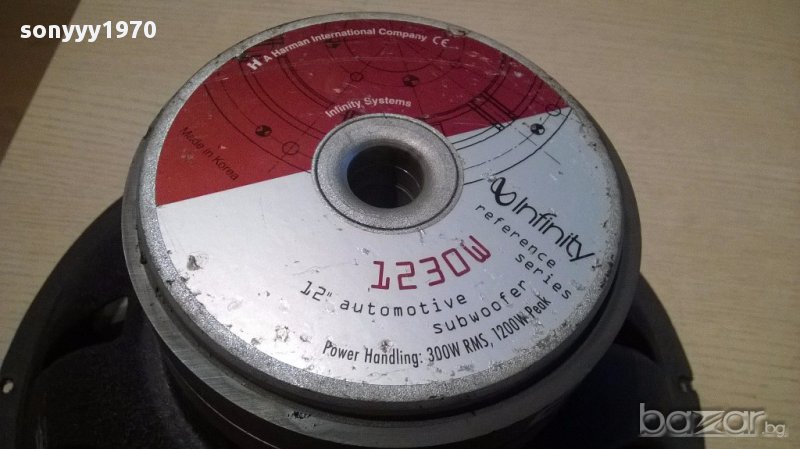 sonyyy1970
H A Harman International Company CE
Infinity Systems
Made in Korea
Infinity
reference
series
1230W
12" automotive
subwoofer
Power Handling: 300W RMS, 1200W Peak
bazar.bg